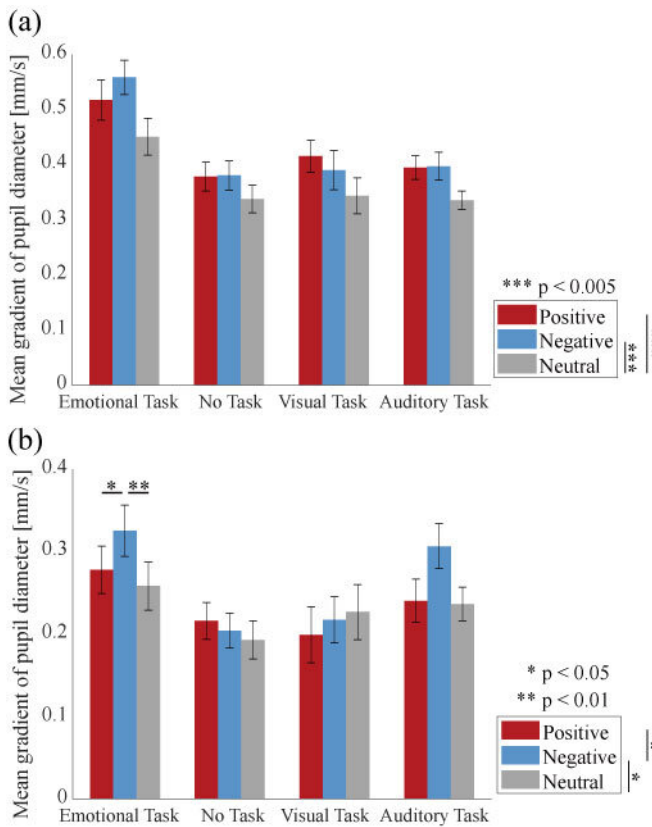 (a)
Mean gradient of pupil diameter [mm/s]
0.6
0.5
0.4
0.3
0.2
0.1
0
Emotional Task No Task Visual Task Auditory Task
*** p < 0.005
Positive
Negative
Neutral
***
(b)
Mean gradient of pupil diameter [mm/s]
0.4
0.3
0.2
0.1
0
* **
Emotional Task No Task Visual Task Auditory Task
* p < 0.05
** p < 0.01
Positive
Negative
Neutral
*